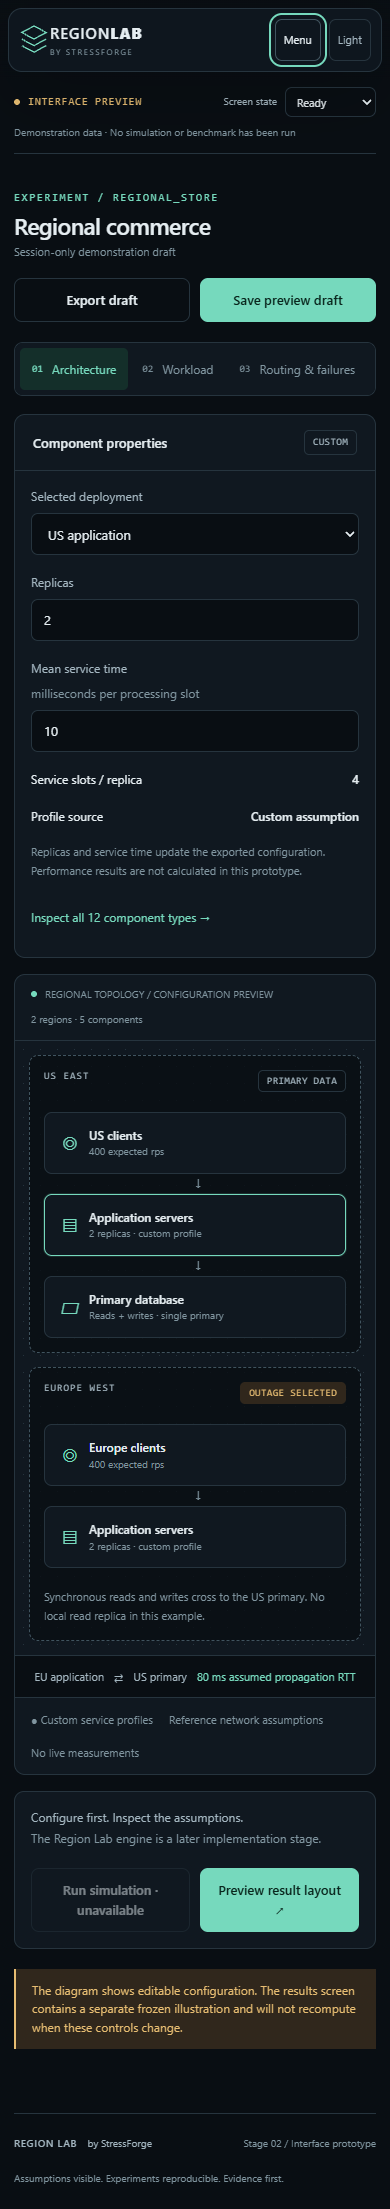 REGIONLAB
BY STRESSFORGE
Menu
Light
INTERFACE PREVIEW
Screen state
Ready
Demonstration data · No simulation or benchmark has been run
EXPERIMENT / REGIONAL_STORE
Regional commerce
Session-only demonstration draft
Export draft
Save preview draft
01 Architecture
02 Workload
03 Routing & failures
Component properties
CUSTOM
Selected deployment
US application
Replicas
2
Mean service time
milliseconds per processing slot
10
Service slots / replica
4
Profile source
Custom assumption
Replicas and service time update the exported configuration.
Performance results are not calculated in this prototype.
Inspect all 12 component types →
REGIONAL TOPOLOGY / CONFIGURATION PREVIEW
2 regions · 5 components
US EAST
PRIMARY DATA
US clients
400 expected rps
↓
Application servers
2 replicas · custom profile
↓
Primary database
Reads + writes · single primary
EUROPE WEST
OUTAGE SELECTED
Europe clients
400 expected rps
↓
Application servers
2 replicas · custom profile
Synchronous reads and writes cross to the US primary. No
local read replica in this example.
EU application ⇄ US primary 80 ms assumed propagation RTT
● Custom service profiles Reference network assumptions
No live measurements
Configure first. Inspect the assumptions.
The Region Lab engine is a later implementation stage.
Run simulation ·
unavailable
Preview result layout
↗
The diagram shows editable configuration. The results screen
contains a separate frozen illustration and will not recompute
when these controls change.
REGION LAB by StressForge
Stage 02 / Interface prototype
Assumptions visible. Experiments reproducible. Evidence first.